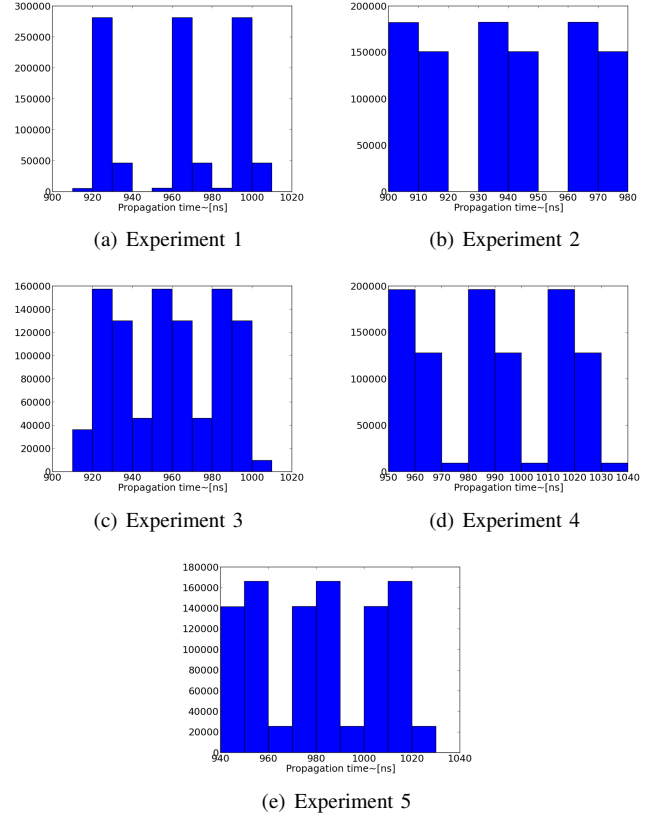 300000
250000
200000
150000
100000
50000
0
900 920 940 960 980 1000 1020
Propagation time~[ns]
(a) Experiment 1
200000
150000
100000
50000
0
900 910 920 930 940 950 960 970 980
Propagation time~[ns]
(b) Experiment 2
160000
140000
120000
100000
80000
60000
40000
20000
0
900 920 940 960 980 1000 1020
Propagation time~[ns]
(c) Experiment 3
200000
150000
100000
50000
0
950 960 970 980 990 1000 1010 1020 1030 1040
Propagation time~[ns]
(d) Experiment 4
180000
160000
140000
120000
100000
80000
60000
40000
20000
0
940 960 980 1000 1020 1040
Propagation time~[ns]
(e) Experiment 5